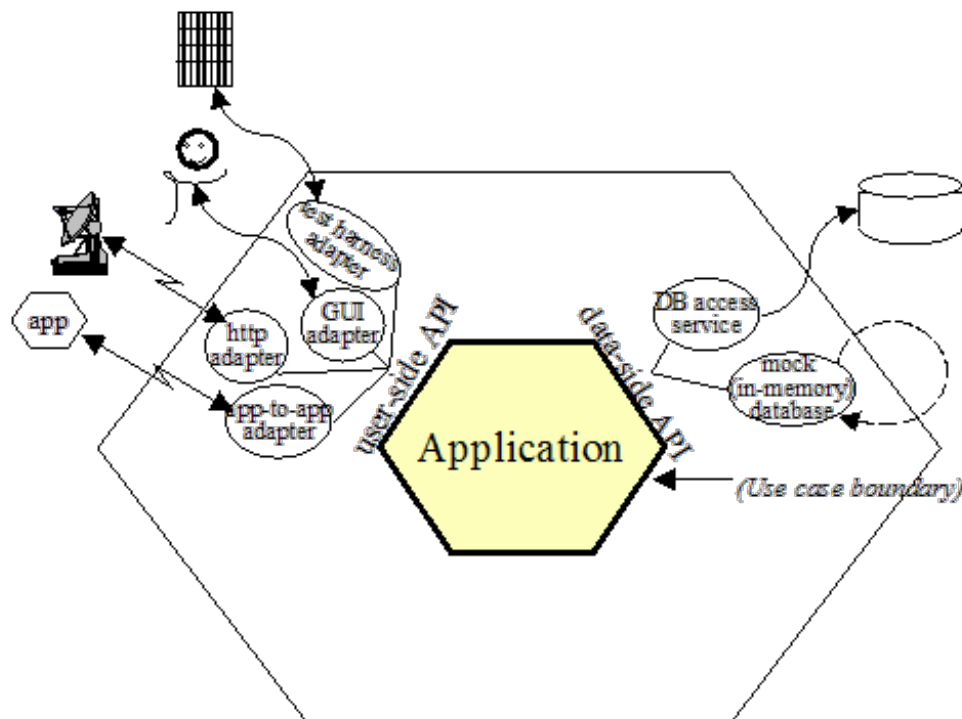 test harness
adapter
GUI
adapter
http
adapter
app
app-to-app
adapter
user-side API
data-side API
DB access
service
mock
(in-memory)
database
Application
(Use case boundary)